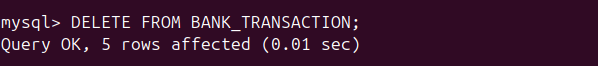 mysql> DELETE FROM BANK_TRANSACTION;
Query OK, 5 rows affected (0.01 sec)